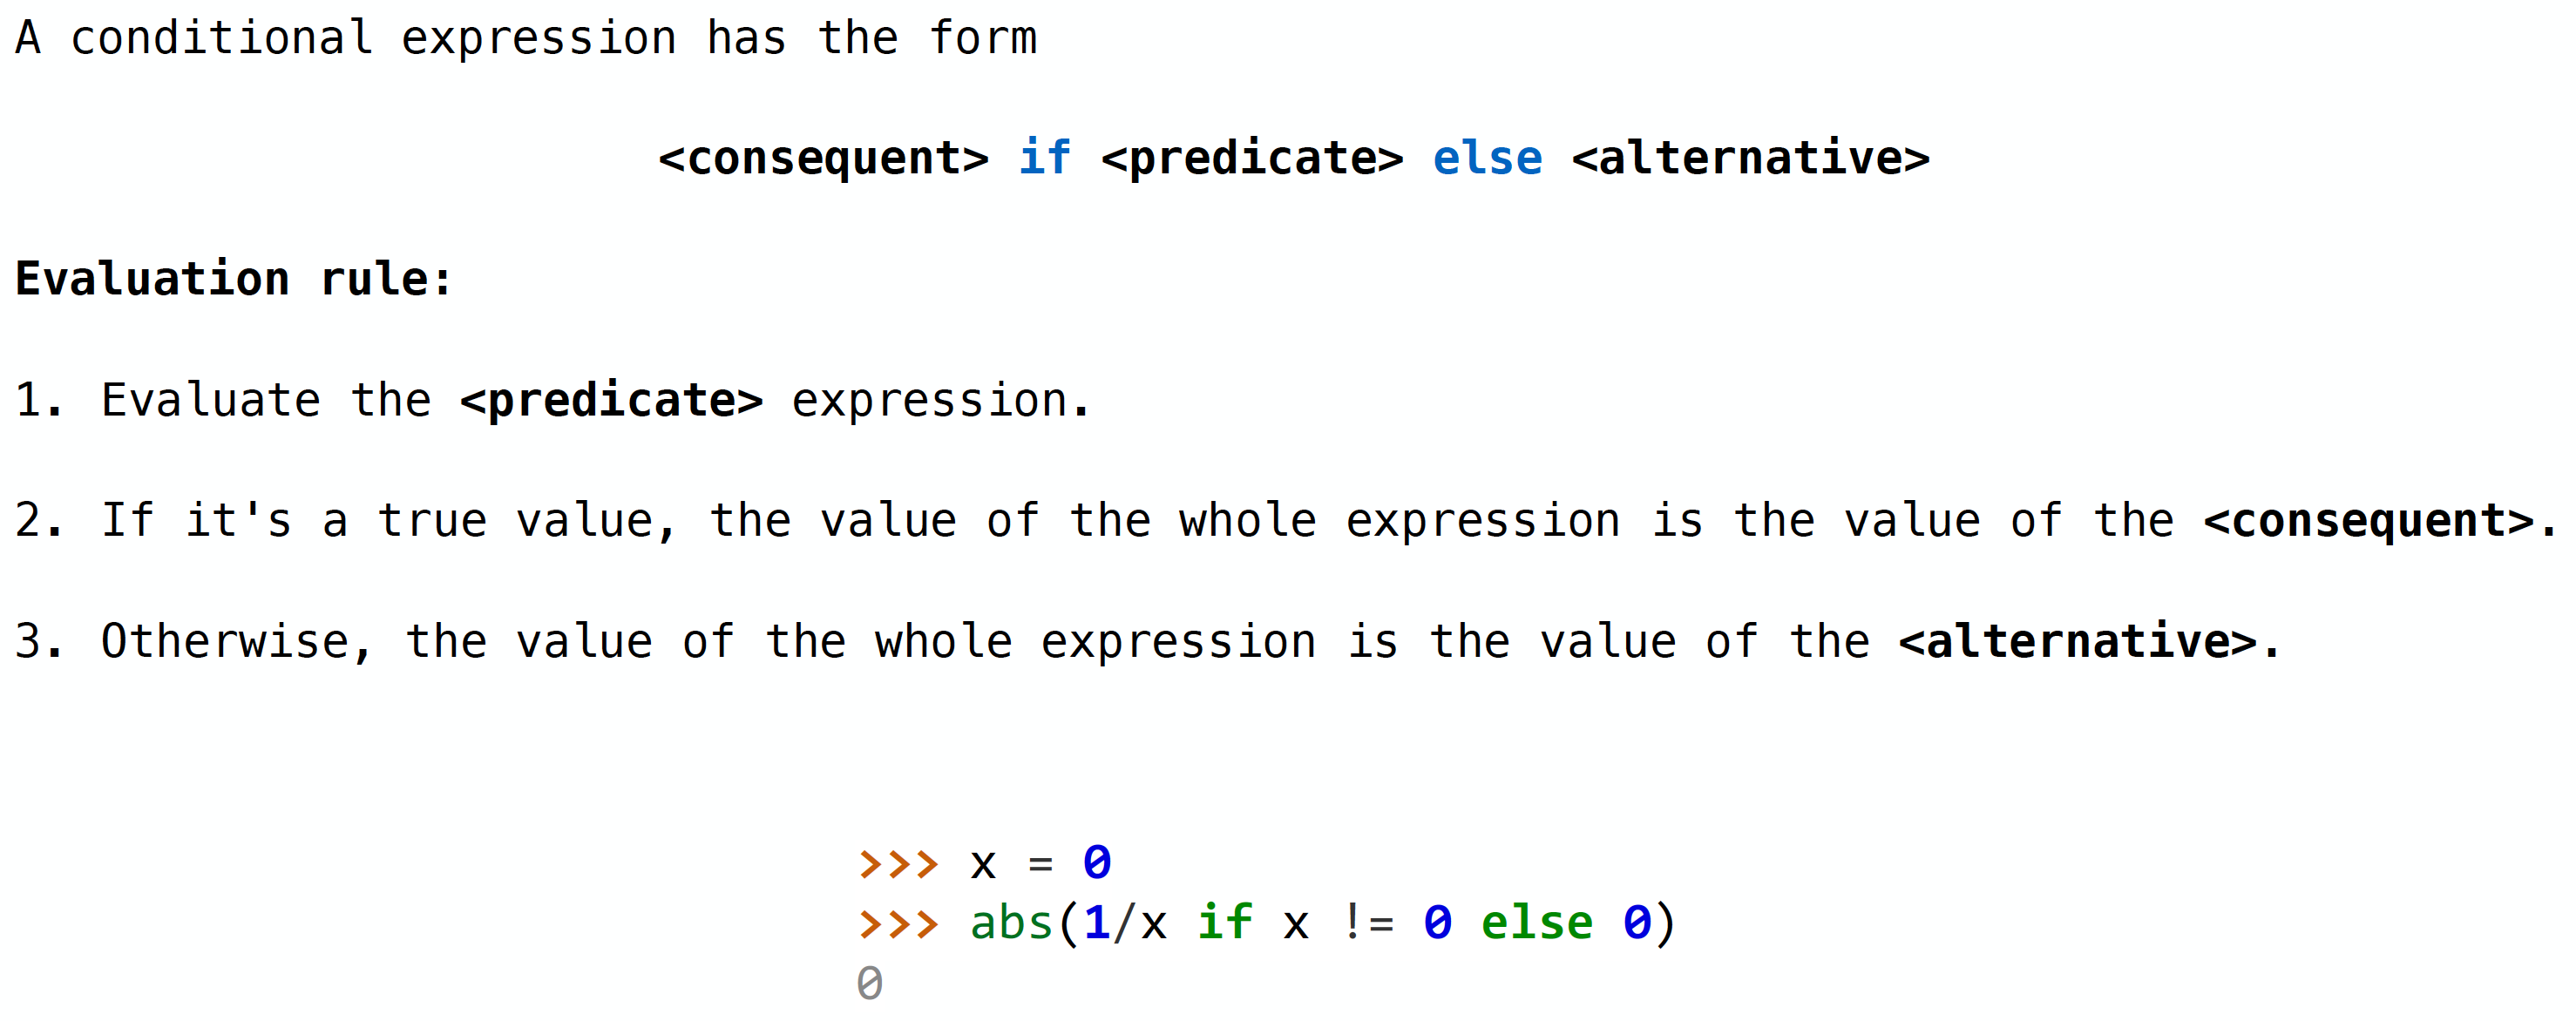 A conditional expression has the form
<consequent> if <predicate> else <alternative>
Evaluation rule:
1. Evaluate the <predicate> expression.
2. If it's a true value, the value of the whole expression is the value of the <consequent>.
3. Otherwise, the value of the whole expression is the value of the <alternative>.
>>> x = 0
>>> abs(1/x if x != 0 else 0)
0